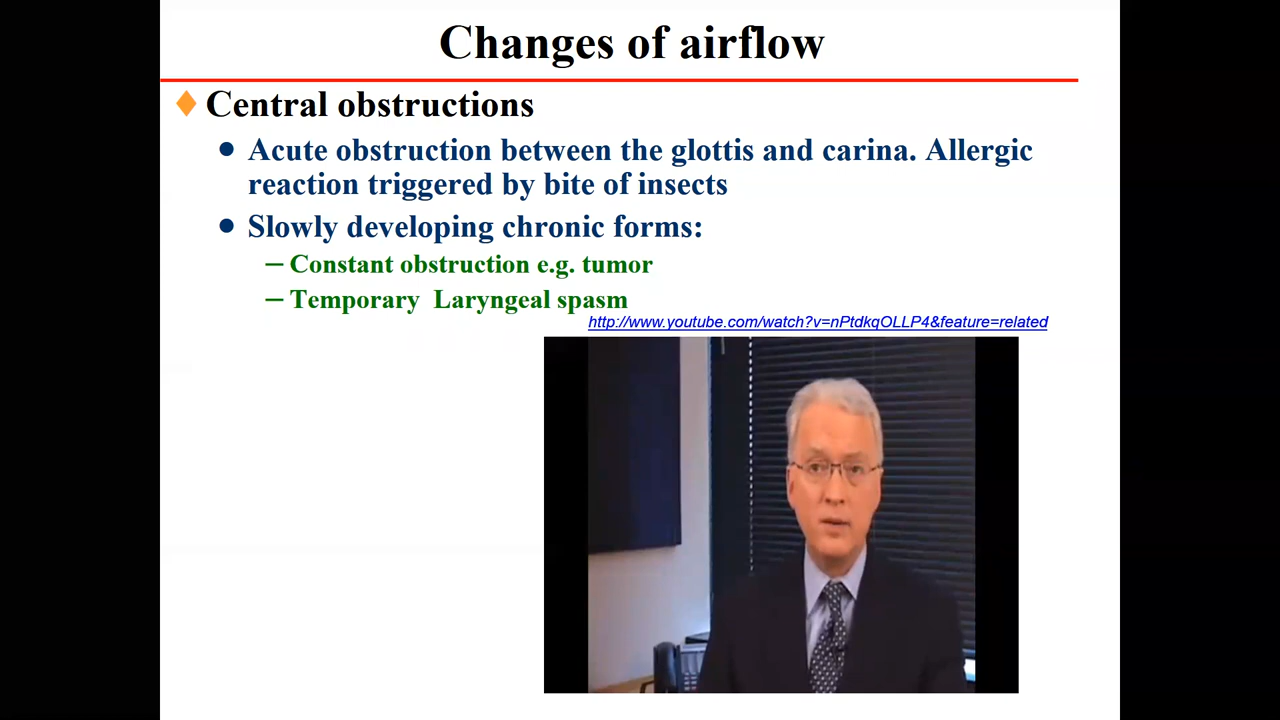 Changes of airflow
Central obstructions
Acute obstruction between the glottis and carina. Allergic
reaction triggered by bite of insects
Slowly developing chronic forms:
– Constant obstruction e.g. tumor
– Temporary Laryngeal spasm
http://www.youtube.com/watch?v=nPtdkqOLLP4&feature=related